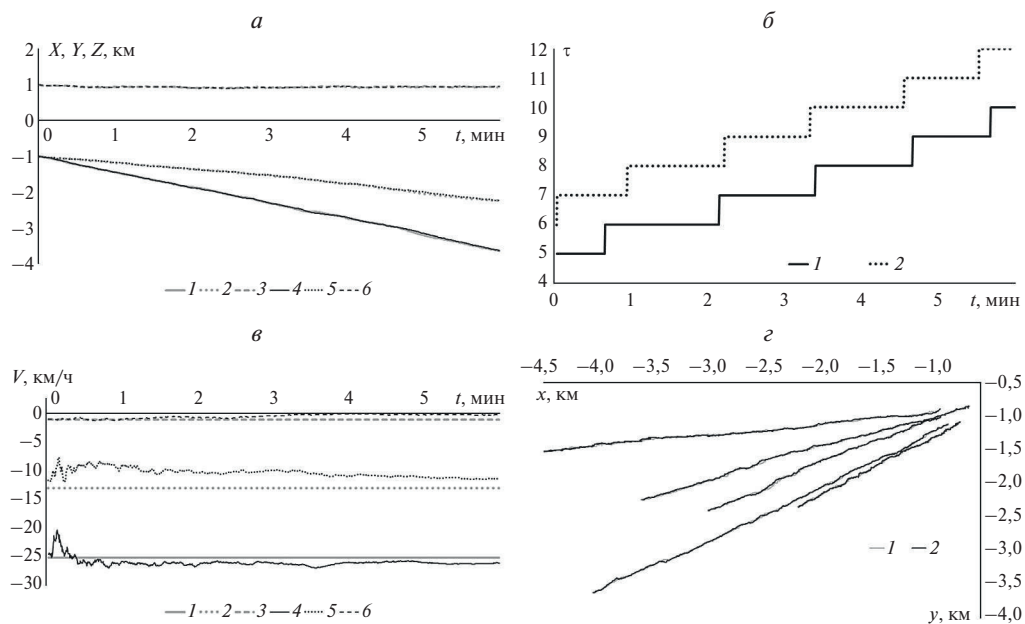 а
X, Y, Z, км
2
1
0
0 1 2 3 4 5 t, мин
−1
−2
−3
−4
1 2 3 4 5 6
б
τ
12
11
10
9
8
7
6
5
4
0 1 2 3 4 5 t, мин
1 2
в
V, км/ч
0 1 2 3 4 5 t, мин
0
−5
−10
−15
−20
−25
−30
1 2 3 4 5 6
г
−4,5 −4,0 −3,5 −3,0 −2,5 −2,0 −1,5 −1,0
x, км
−0,5
−1,0
−1,5
−2,0
−2,5
−3,0
−3,5
−4,0
1 2
y, км